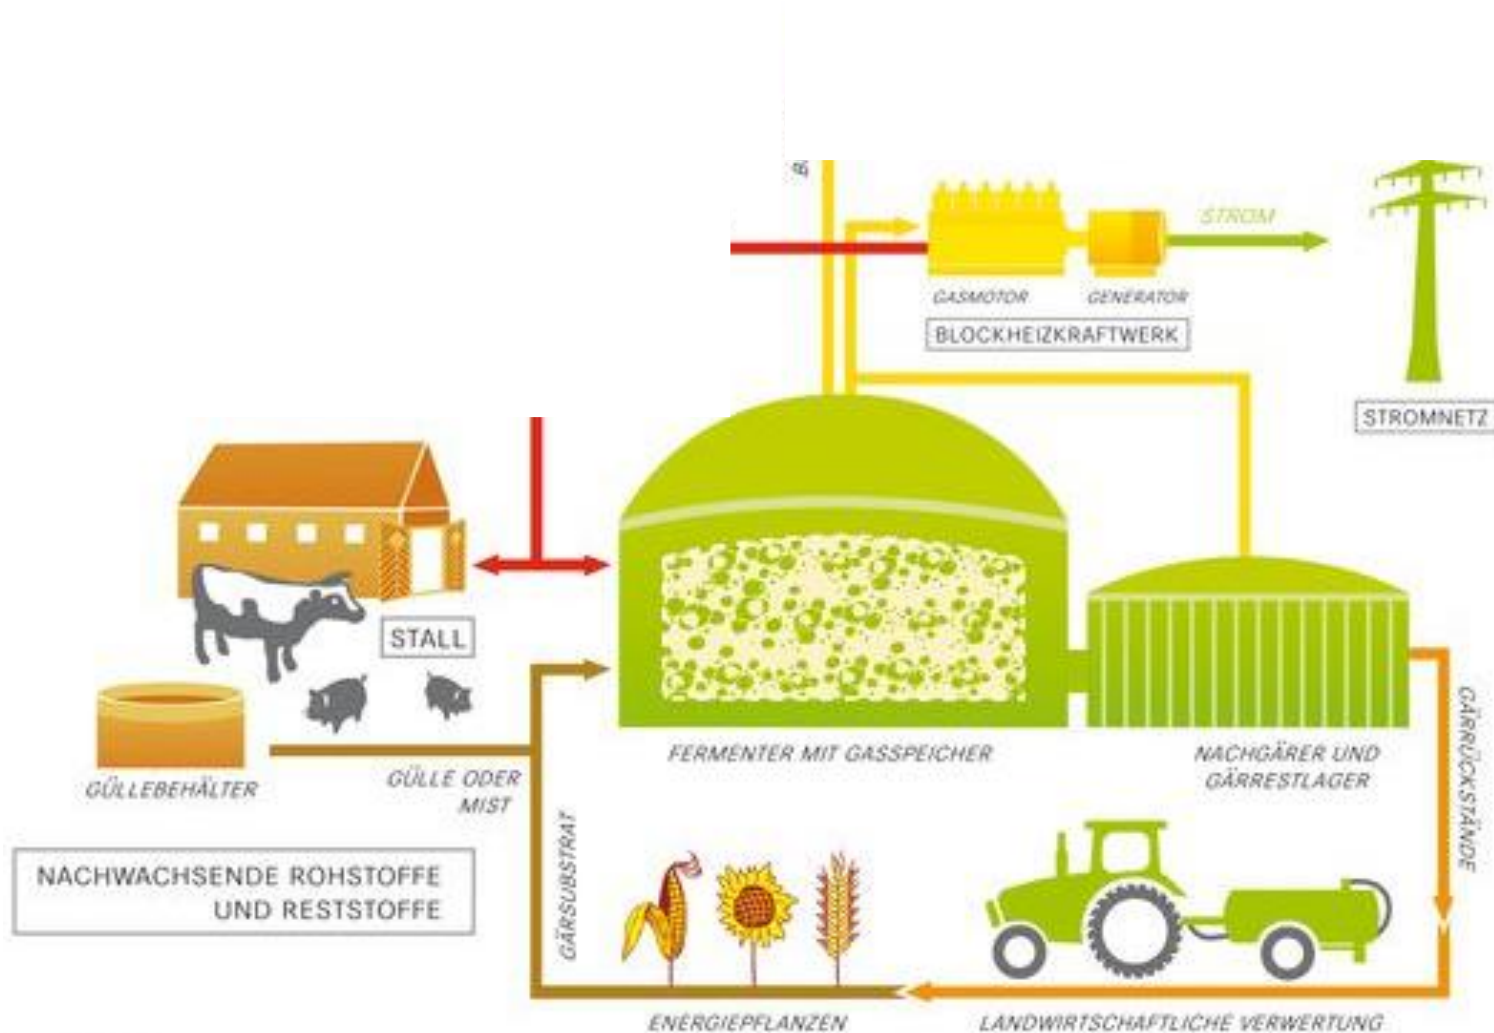 STROM
GASMOTOR
GENERATOR
BLOCKHEIZKRAFTWERK
STROMNETZ
STALL
GÜLLEBEHÄLTER
GÜLLE ODER
MIST
FERMENTER MIT GASSPEICHER
NACHGÄRER UND
GÄRRESTLAGER
GÄRRÜCKSTÄNDE
NACHWACHSENDE ROHSTOFFE
UND RESTSTOFFE
GÄRSUBSTRAT
ENERGIEPFLANZEN
LANDWIRTSCHAFTLICHE VERWERTUNG